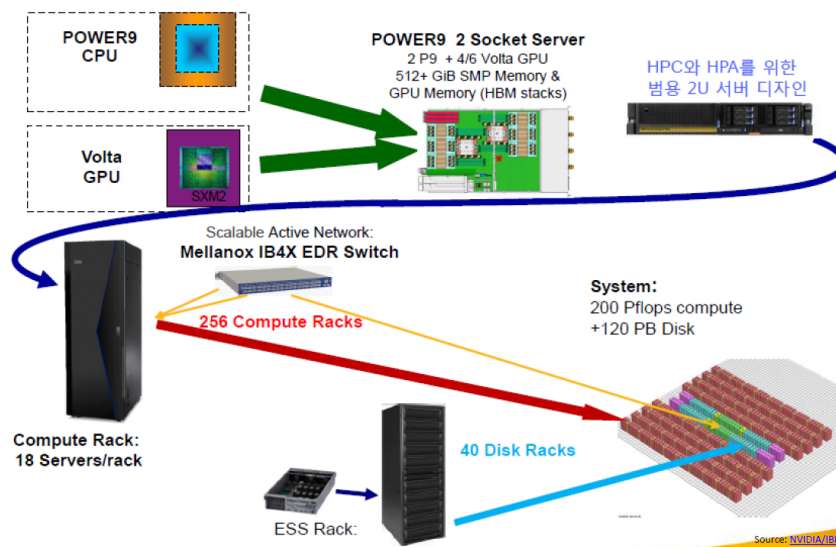 POWER9
CPU
POWER9 2 Socket Server
2 P9 + 4/6 Volta GPU
512+ GiB SMP Memory &
GPU Memory (HBM stacks)
HPC와 HPA를 위한
범용 2U 서버 디자인
Volta
GPU
SXM2
Scalable Active Network:
Mellanox IB4X EDR Switch
256 Compute Racks
System:
200 Pflops compute
+120 PB Disk
Compute Rack:
18 Servers/rack
40 Disk Racks
ESS Rack:
Source: NVIDIA/IB